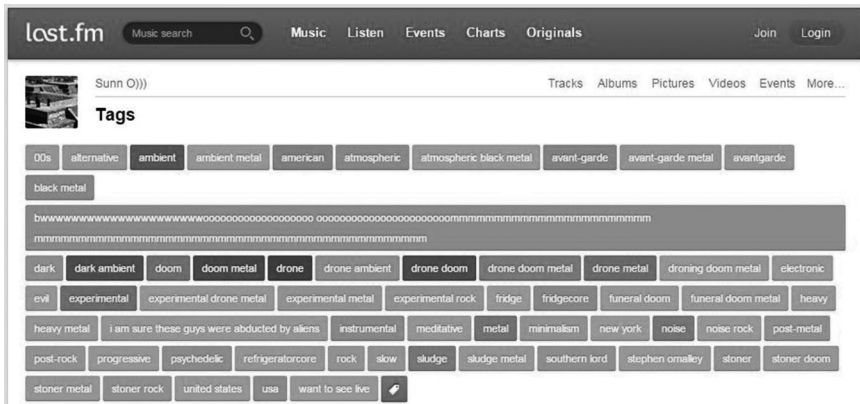 last.fm Music search Music Listen Events Charts Originals Join Login
Sunn O))) Tracks Albums Pictures Videos Events More...
Tags
00s alternative ambient ambient metal american atmospheric atmospheric black metal avant-garde avant-garde metal avantgarde
black metal
bwwwwwwwwwwwwwwwwwwwwwwwwooooooooooooooooooo ooooooooooooooooooooooommmmmmmmmmmmmmmmmmmmmmmm
mmmmmmmmmmmmmmmmmmmmmmmmmmmmmmmmmmmmmmmmmmmmmmm
dark dark ambient doom doom metal drone drone ambient drone doom drone doom metal drone metal droning doom metal electronic
evil experimental experimental drone metal experimental metal experimental rock fridge fridgecore funeral doom funeral doom metal heavy
heavy metal i am sure these guys were abducted by aliens instrumental meditative metal minimalism new york noise noise rock post-metal
post-rock progressive psychedelic refrigeratorcore rock slow sludge sludge metal southern lord stephen omalley stoner stoner doom
stoner metal stoner rock united states usa want to see live